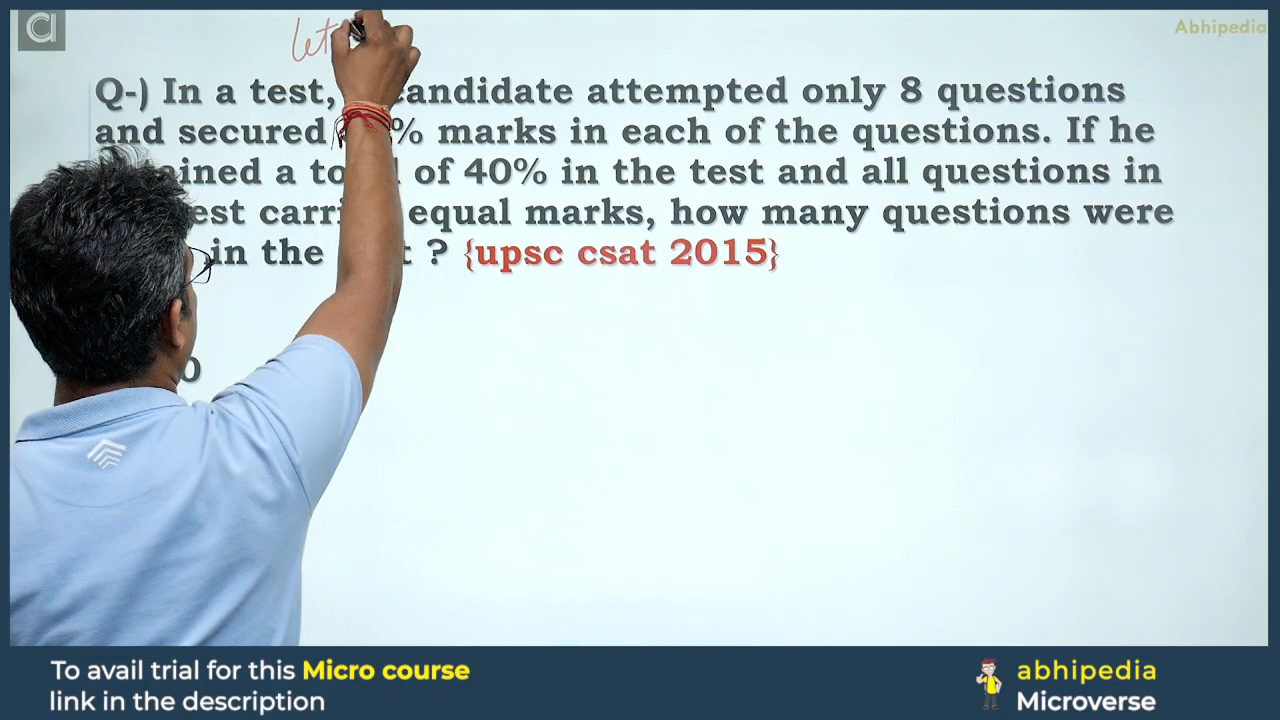 Abhipedia
let
Q-) In a test, candidate attempted only 8 questions
and secured % marks in each of the questions. If he
a of 40% in the test and all questions in
equal marks, how many questions were
in the ? {upsc csat 2015}
To avail trial for this Micro course
link in the description
abhipedia
Microverse